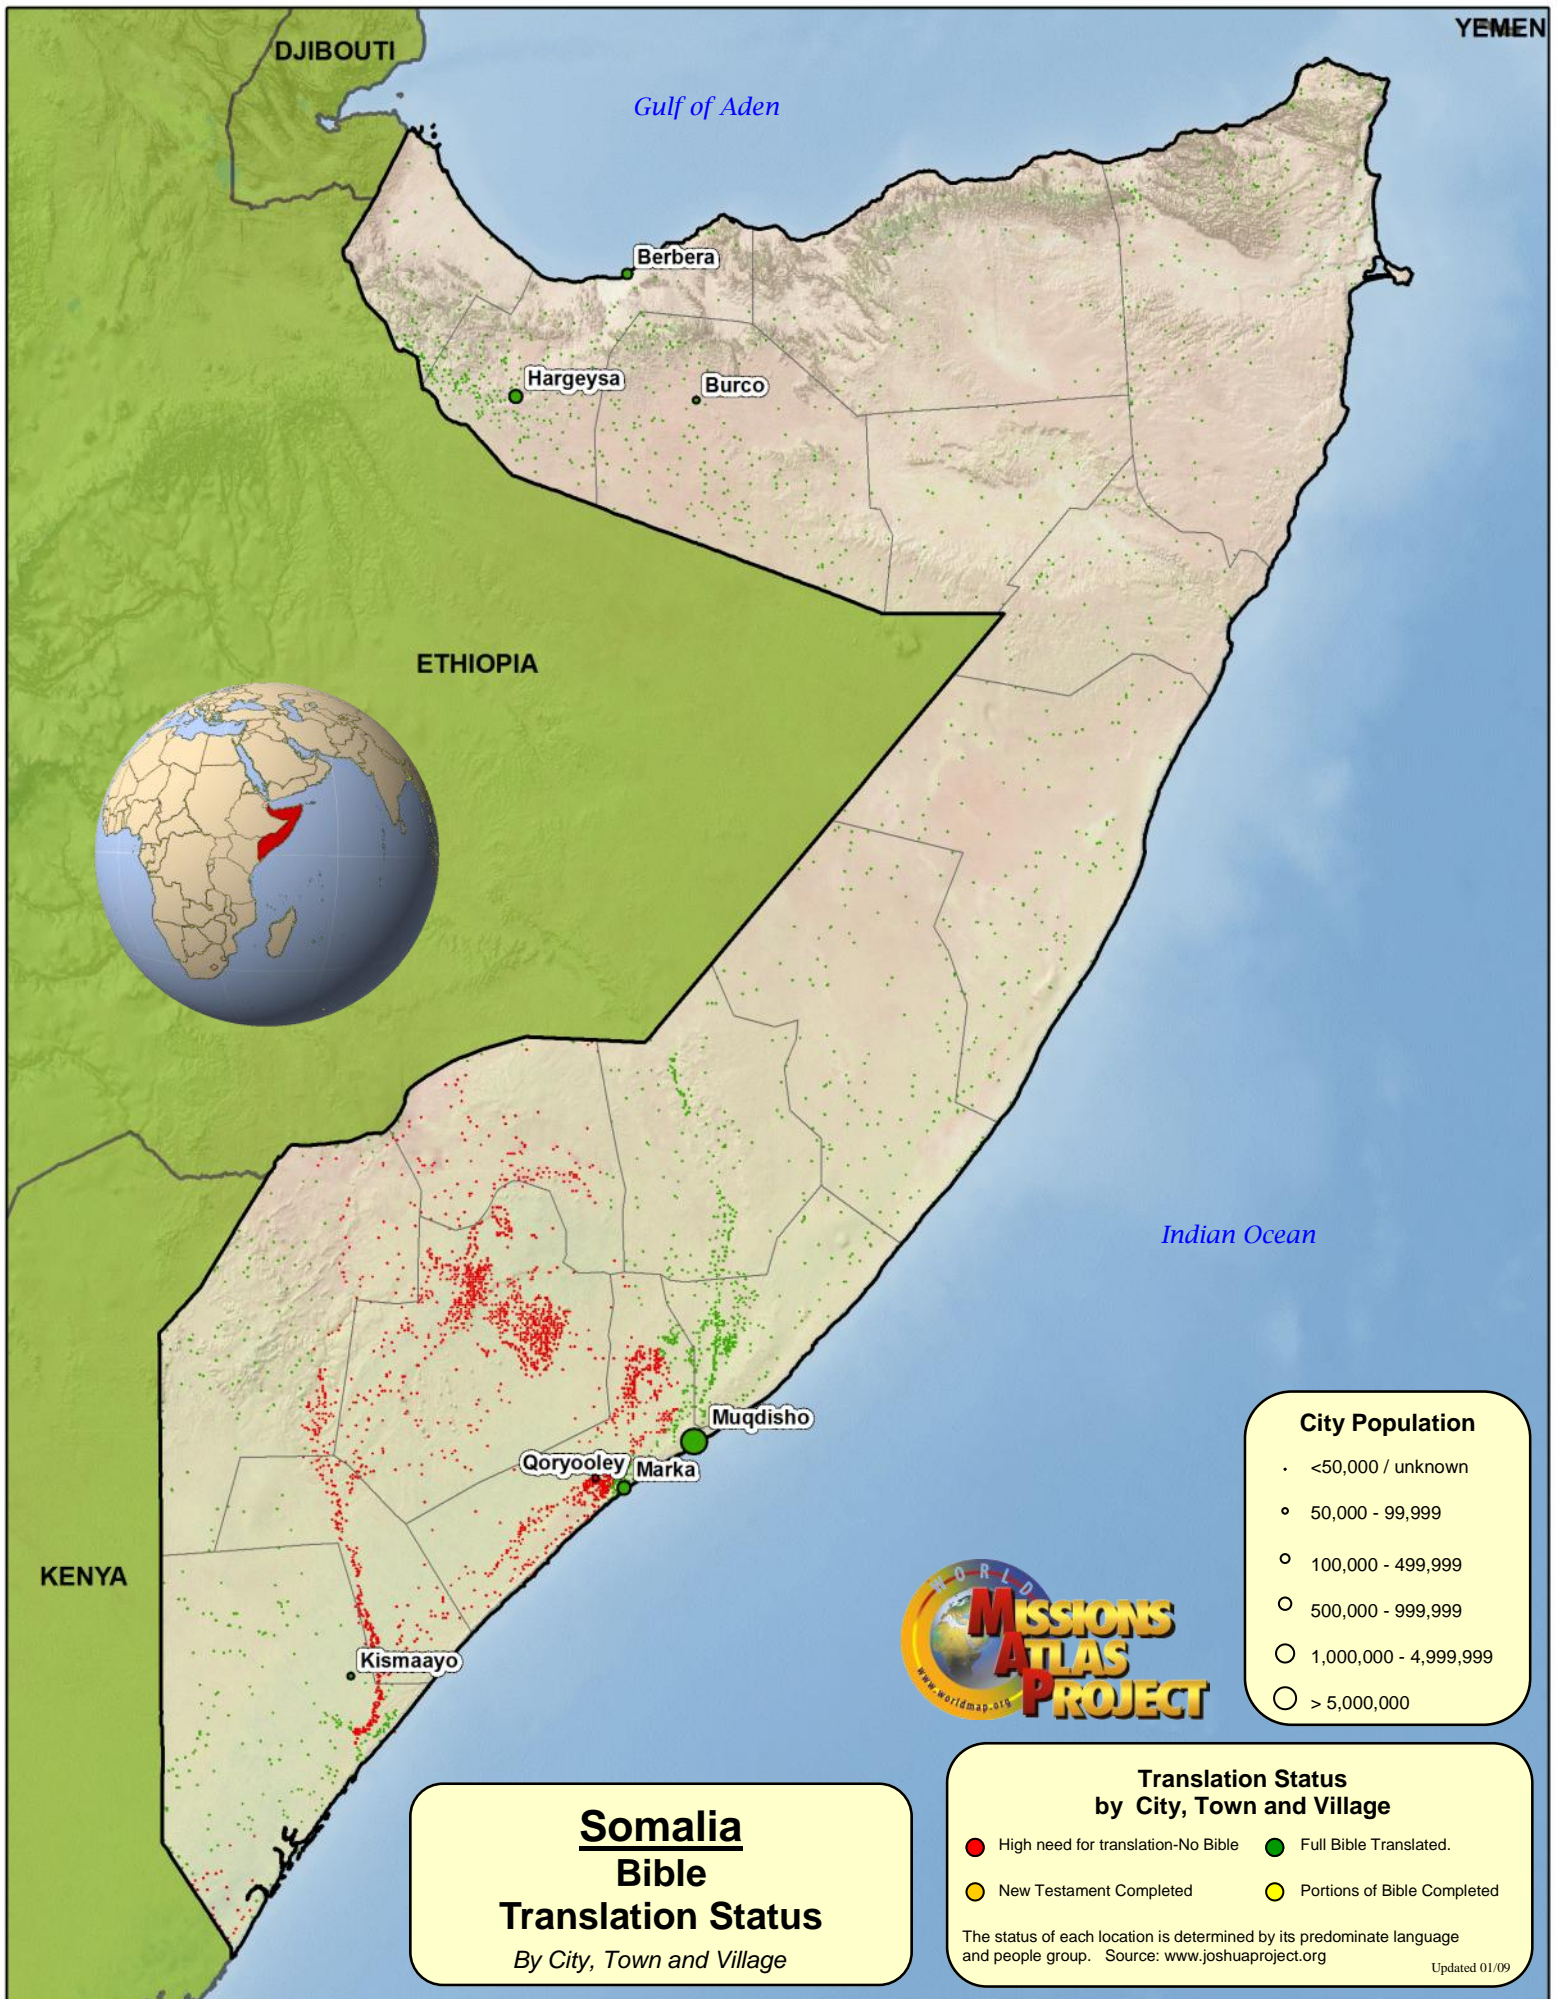 YEMEN
DJIBOUTI
Gulf of Aden
Berbera
Hargeysa
Burco
ETHIOPIA
Indian Ocean
Muqdisho
Qoryooley
Marka
KENYA
Kismaayo
WORLD
MISSIONS
ATLAS
PROJECT
www.worldmap.org
City Population
<50,000 / unknown
50,000 - 99,999
100,000 - 499,999
500,000 - 999,999
1,000,000 - 4,999,999
> 5,000,000
Somalia
Bible
Translation Status
By City, Town and Village
Translation Status
by City, Town and Village
High need for translation-No Bible
Full Bible Translated.
New Testament Completed
Portions of Bible Completed
The status of each location is determined by its predominate language
and people group. Source: www.joshuaproject.org
Updated 01/09